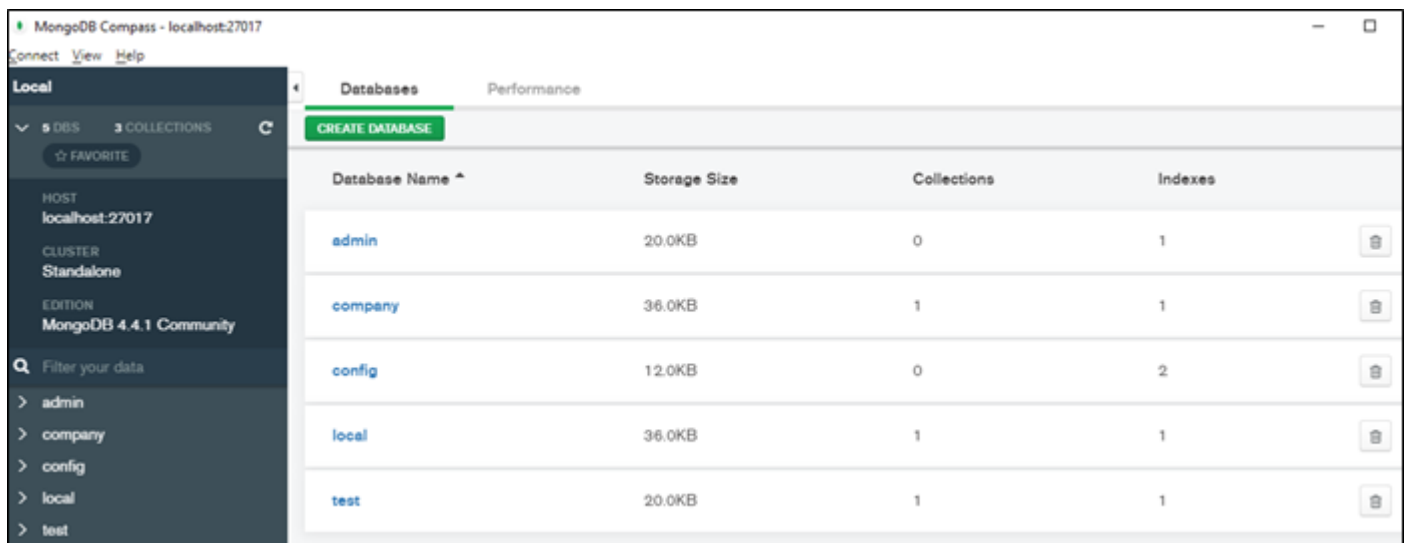 MongoDB Compass - localhost:27017
Connect View Help
Local
5 DBS 3 COLLECTIONS
☆ FAVORITE
HOST
localhost:27017
CLUSTER
Standalone
EDITION
MongoDB 4.4.1 Community
Filter your data
admin
company
config
local
test
Databases Performance
CREATE DATABASE
Database Name Storage Size Collections Indexes
admin 20.0KB 0 1
company 36.0KB 1 1
config 12.0KB 0 2
local 36.0KB 1 1
test 20.0KB 1 1